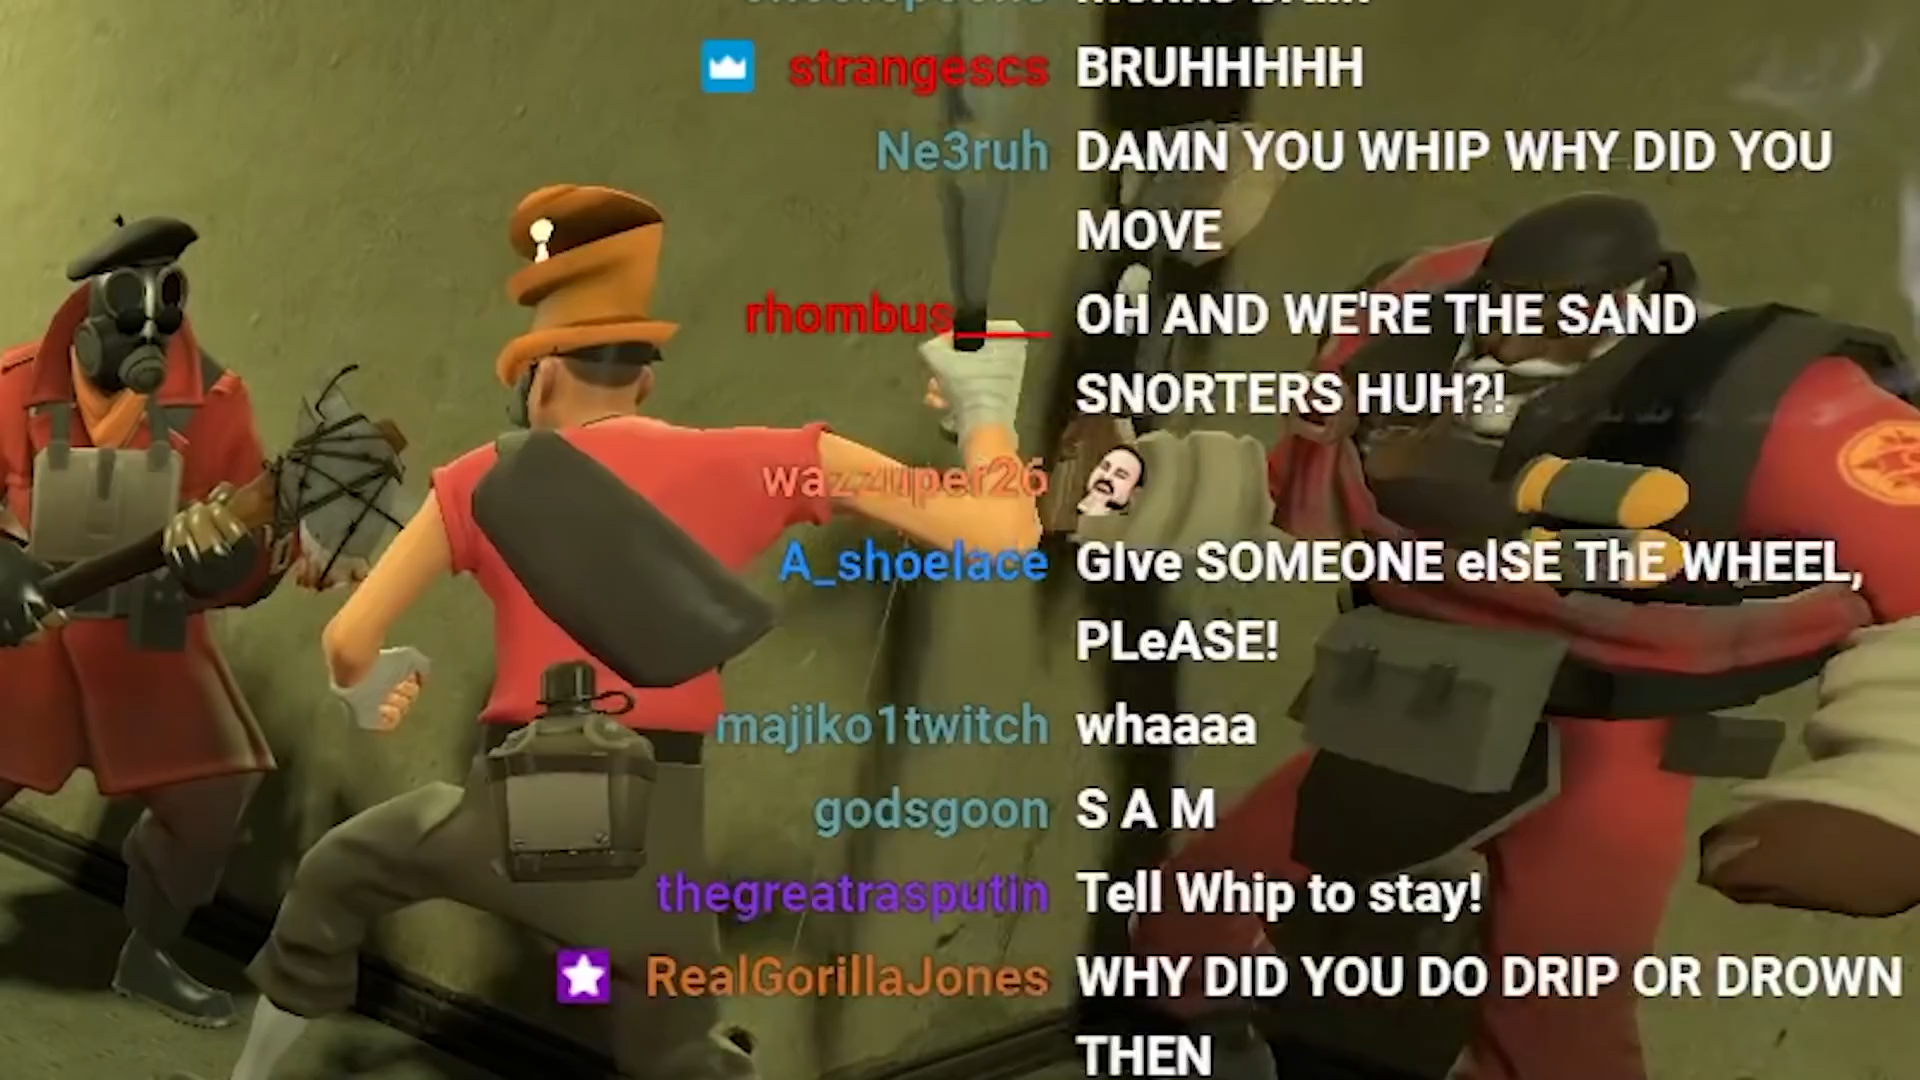 strangescs BRUHHHHH
Ne3ruh DAMN YOU WHIP WHY DID YOU
MOVE
rhombus____ OH AND WE'RE THE SAND
SNORTERS HUH?!
wazzuper26
A_shoelace GIve SOMEONE elSE ThE WHEEL,
PLeASE!
majiko1twitch whaaaa
godsgoon S A M
thegreatrasputin Tell Whip to stay!
RealGorillaJones WHY DID YOU DO DRIP OR DROWN
THEN